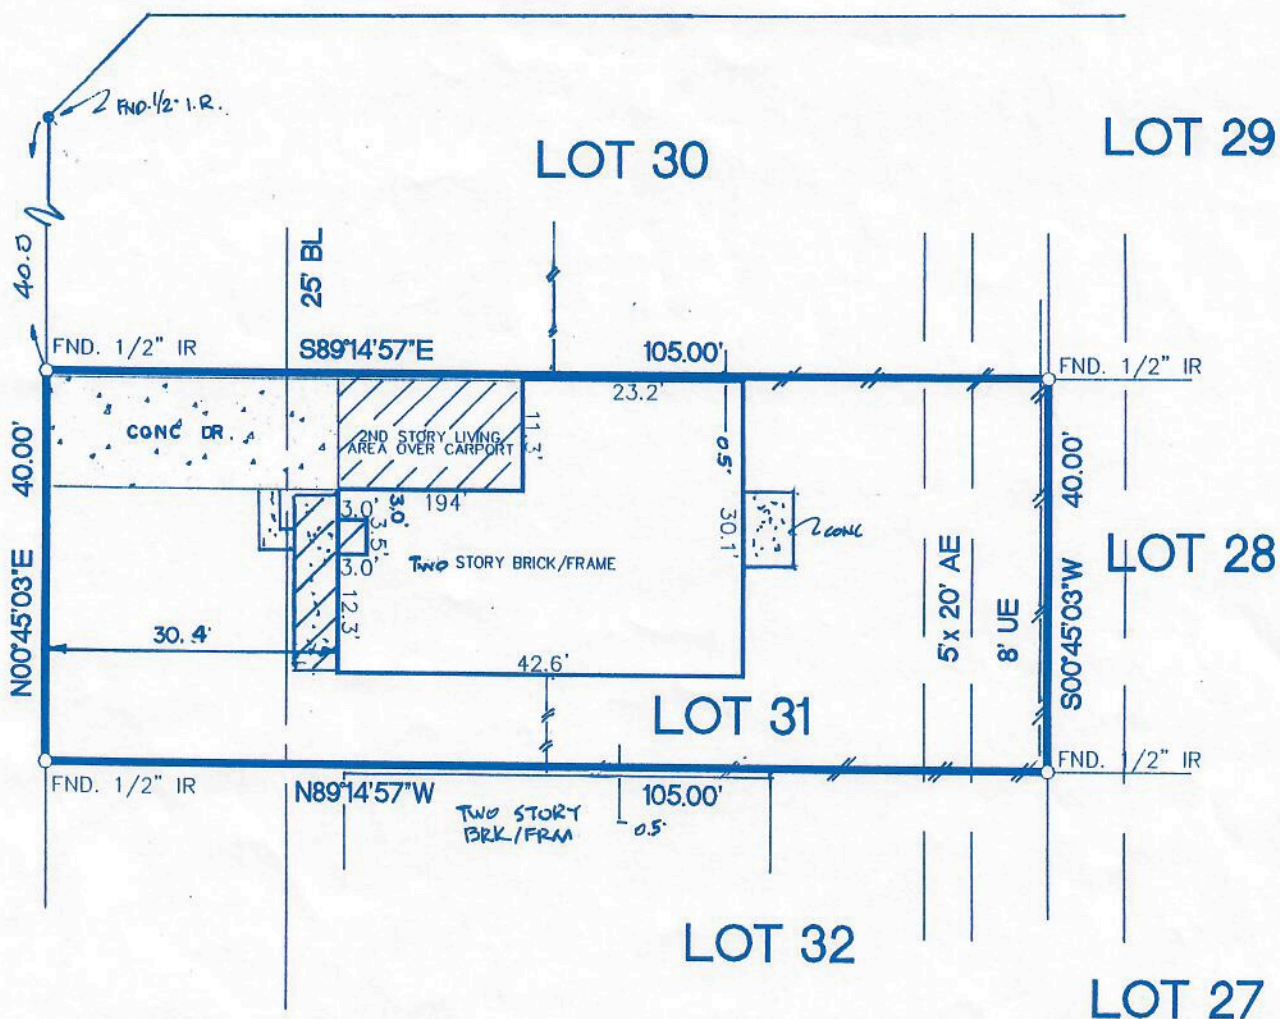 FND. 1/2" I.R.
LOT 30
LOT 29
40.0
25' BL
FND. 1/2" IR
S89°14'57"E
105.00'
FND. 1/2" IR
23.2'
CONC DR.
2ND STORY LIVING
AREA OVER CARPORT
11.3'
0.5'
N00°45'03"E 40.00'
40.00'
S00°45'03"W
194'
3.0'
3.0'
3.5'
3.0'
TWO STORY BRICK/FRAME
30.1'
CONC
LOT 28
12.3'
30.4'
5'x 20' AE
8' UE
42.6'
LOT 31
FND. 1/2" IR
N89°14'57"W
105.00'
FND. 1/2" IR
TWO STORY
BRK/FRM
0.5'
LOT 32
LOT 27